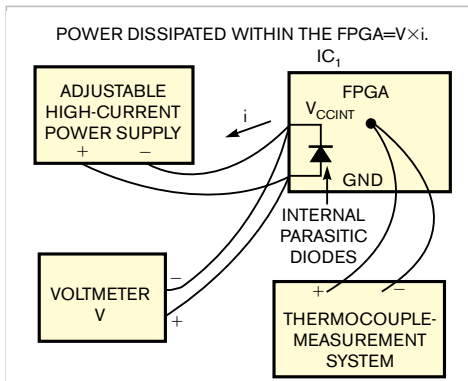 POWER DISSIPATED WITHIN THE FPGA=V×i.
IC1
ADJUSTABLE
HIGH-CURRENT
POWER SUPPLY
+ −
i
FPGA
VCCINT
GND
INTERNAL
PARASITIC
DIODES
VOLTMETER
V
−
+
+ −
THERMOCOUPLE-
MEASUREMENT
SYSTEM